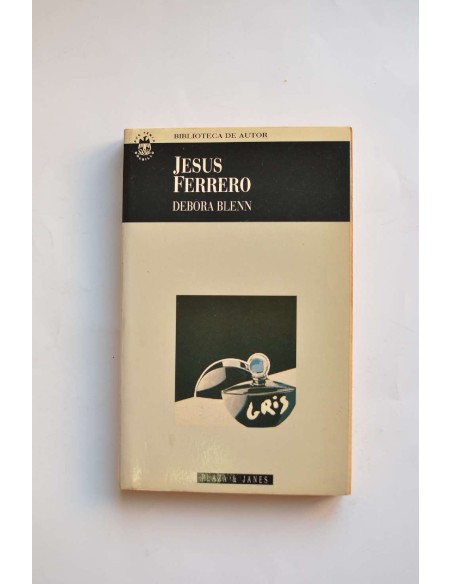 BIBLIOTECA DE AUTOR
JESUS
FERRERO
DEBORA BLENN
GRIS
PLAZA & JANES